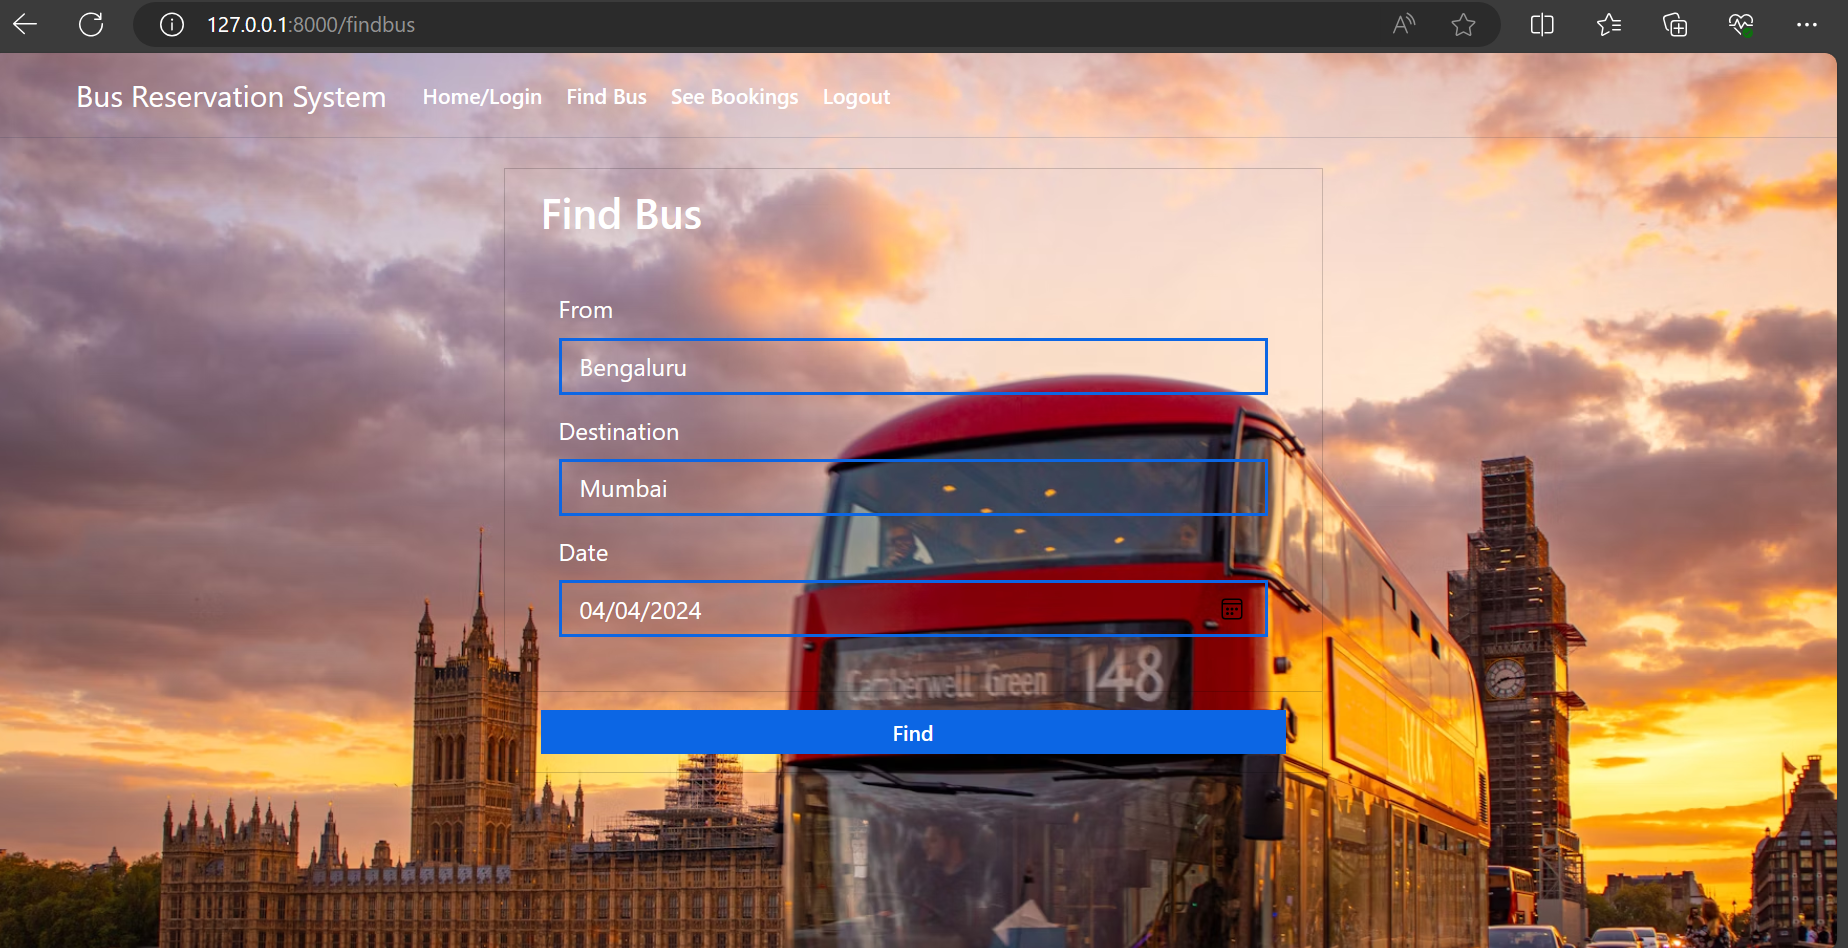 127.0.0.1:8000/findbus
Bus Reservation System Home/Login Find Bus See Bookings Logout
Find Bus
From
Bengaluru
Destination
Mumbai
Date
04/04/2024
Camberwell Green 148
Find